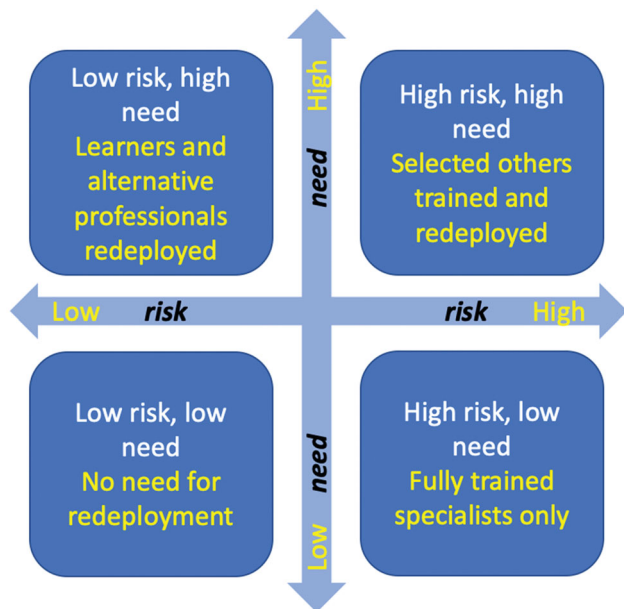 Low risk, high
need
Learners and
alternative
professionals
redeployed
High
need
High risk, high
need
Selected others
trained and
redeployed
Low risk
risk High
Low risk, low
need
No need for
redeployment
need
Low
High risk, low
need
Fully trained
specialists only